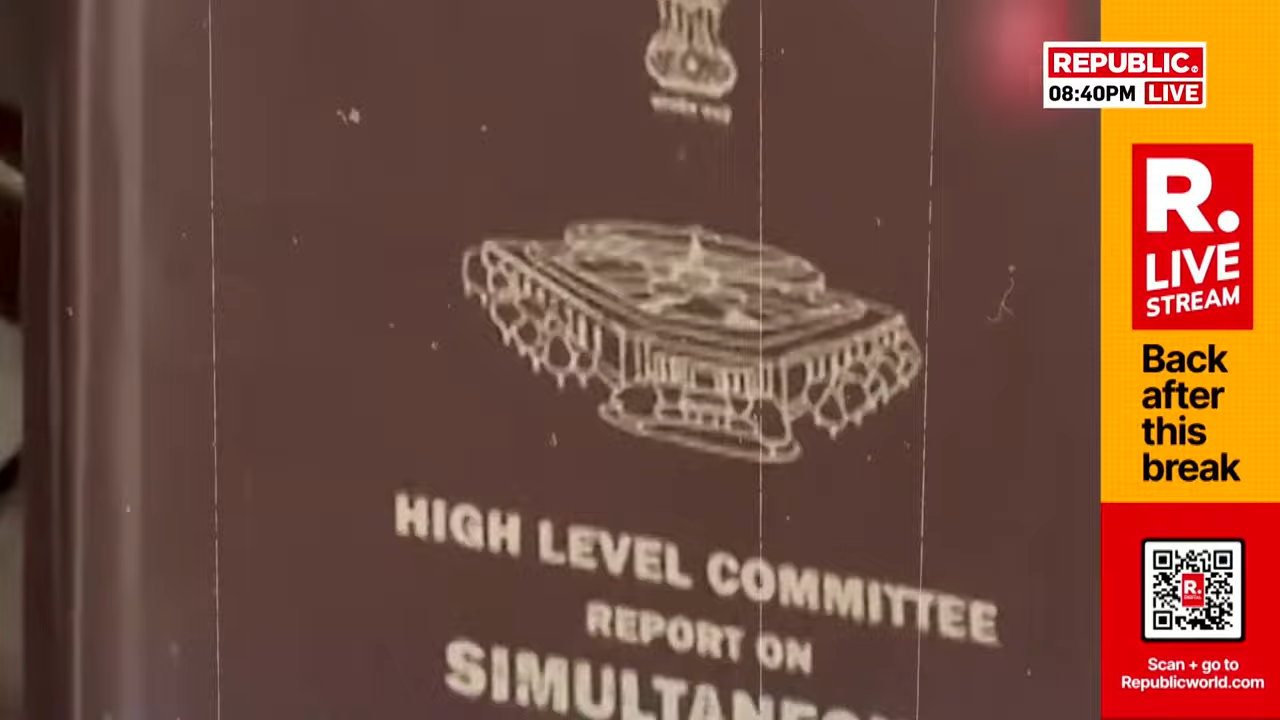 HIGH LEVEL COMMITTEE
REPORT ON
REPUBLIC.
08:40PM LIVE
R.
LIVE
STREAM
Back
after
this
break
R.
Scan + go to
Republicworld.com